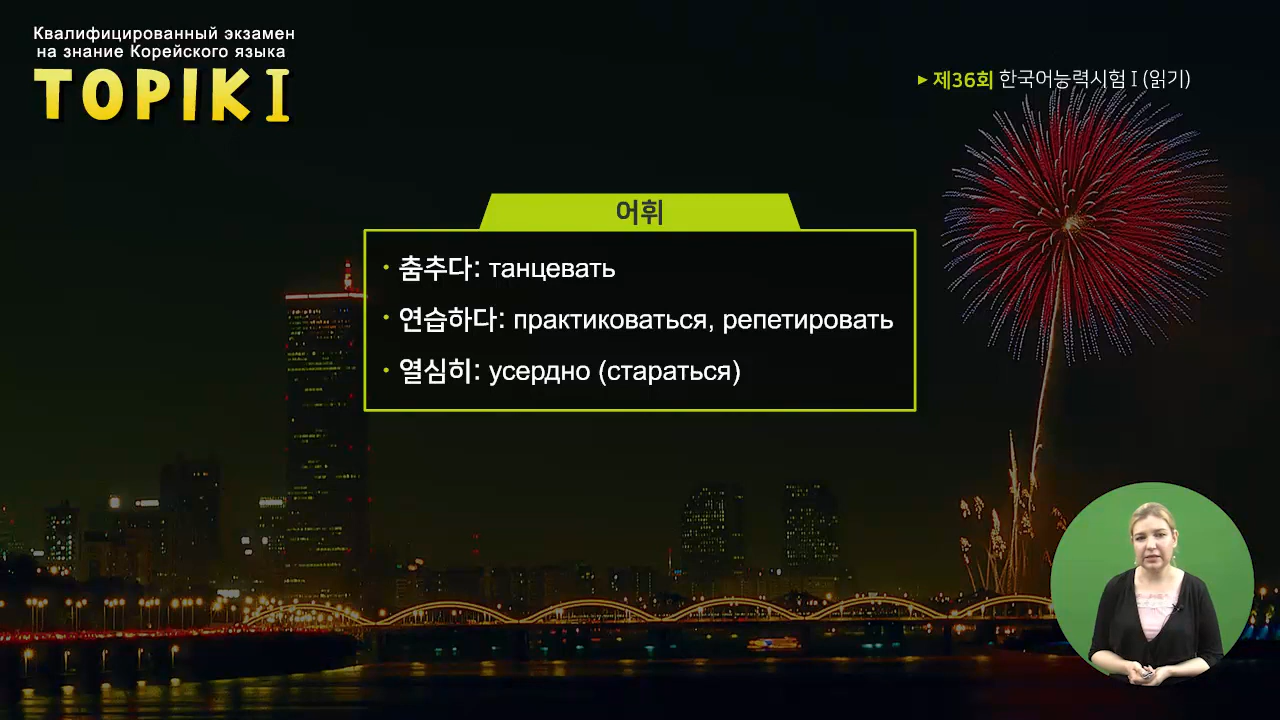 Квалифицированный экзамен
на знание Корейского языка
TOPIK I
▸ 제36회 한국어능력시험 I (읽기)
어휘
• 춤추다: танцевать
• 연습하다: практиковаться, репетировать
• 열심히: усердно (стараться)